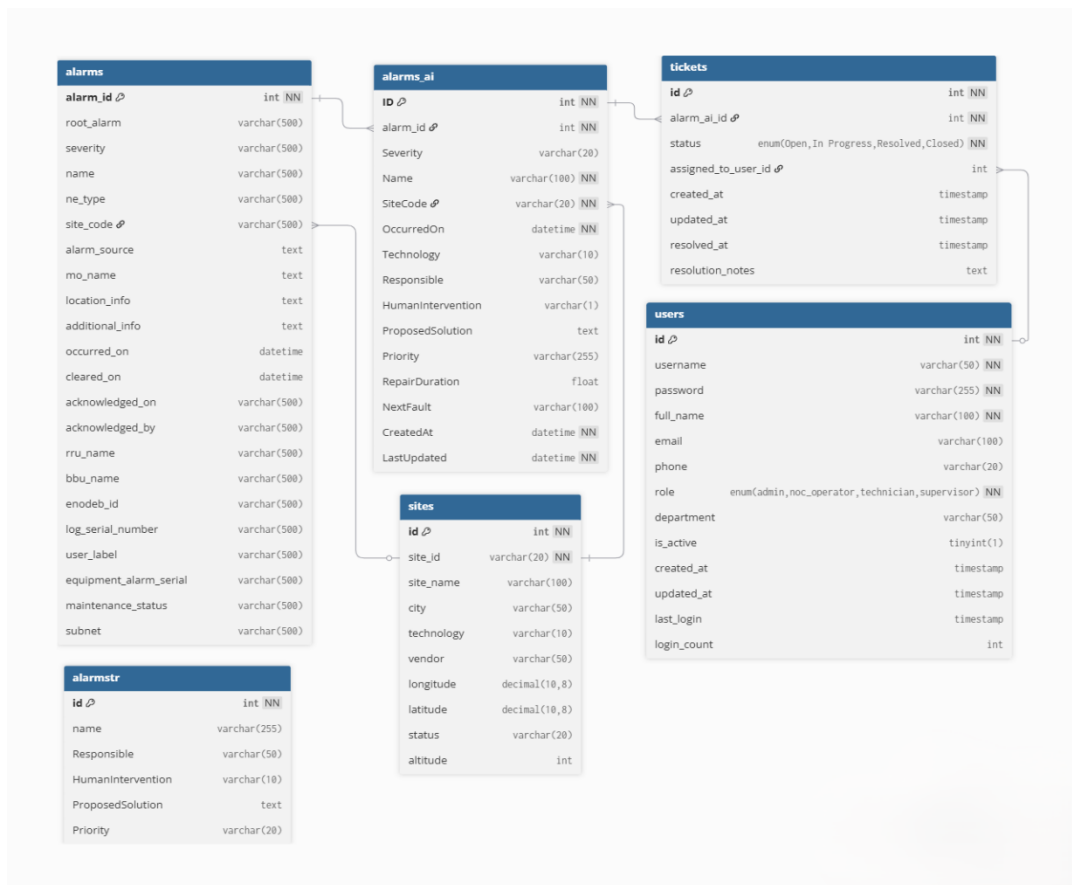 alarms
alarm_id int NN
root_alarm varchar(500)
severity varchar(500)
name varchar(500)
ne_type varchar(500)
site_code varchar(500)
alarm_source text
mo_name text
location_info text
additional_info text
occurred_on datetime
cleared_on datetime
acknowledged_on varchar(500)
acknowledged_by varchar(500)
rru_name varchar(500)
bbu_name varchar(500)
enodeb_id varchar(500)
log_serial_number varchar(500)
user_label varchar(500)
equipment_alarm_serial varchar(500)
maintenance_status varchar(500)
subnet varchar(500)
alarmstr
id int NN
name varchar(255)
Responsible varchar(50)
HumanIntervention varchar(10)
ProposedSolution text
Priority varchar(20)
alarms_ai
ID int NN
alarm_id int NN
Severity varchar(20)
Name varchar(100) NN
SiteCode varchar(20) NN
OccurredOn datetime NN
Technology varchar(10)
Responsible varchar(50)
HumanIntervention varchar(1)
ProposedSolution text
Priority varchar(255)
RepairDuration float
NextFault varchar(100)
CreatedAt datetime NN
LastUpdated datetime NN
sites
id int NN
site_id varchar(20) NN
site_name varchar(100)
city varchar(50)
technology varchar(10)
vendor varchar(50)
longitude decimal(10,8)
latitude decimal(10,8)
status varchar(20)
altitude int
tickets
id int NN
alarm_ai_id int NN
status enum(Open,In Progress,Resolved,Closed) NN
assigned_to_user_id int
created_at timestamp
updated_at timestamp
resolved_at timestamp
resolution_notes text
users
id int NN
username varchar(50) NN
password varchar(255) NN
full_name varchar(100) NN
email varchar(100)
phone varchar(20)
role enum(admin,noc_operator,technician,supervisor) NN
department varchar(50)
is_active tinyint(1)
created_at timestamp
updated_at timestamp
last_login timestamp
login_count int